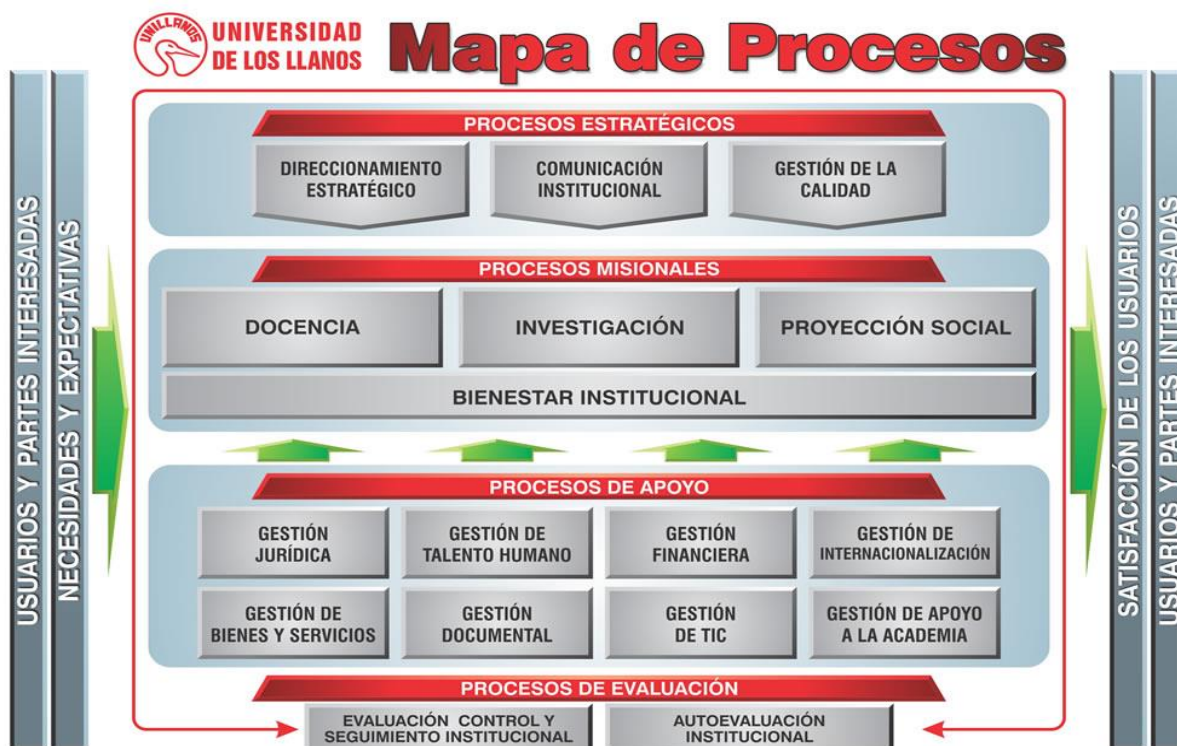 UNILLANOS
UNIVERSIDAD
DE LOS LLANOS
Mapa de Procesos
USUARIOS Y PARTES INTERESADAS
NECESIDADES Y EXPECTATIVAS
PROCESOS ESTRATÉGICOS
DIRECCIONAMIENTO
ESTRATÉGICO
COMUNICACIÓN
INSTITUCIONAL
GESTIÓN DE LA
CALIDAD
PROCESOS MISIONALES
DOCENCIA
INVESTIGACIÓN
PROYECCIÓN SOCIAL
BIENESTAR INSTITUCIONAL
PROCESOS DE APOYO
GESTIÓN
JURÍDICA
GESTIÓN DE
TALENTO HUMANO
GESTIÓN
FINANCIERA
GESTIÓN DE
INTERNACIONALIZACIÓN
GESTIÓN DE
BIENES Y SERVICIOS
GESTIÓN
DOCUMENTAL
GESTIÓN
DE TIC
GESTIÓN DE APOYO
A LA ACADEMIA
PROCESOS DE EVALUACIÓN
EVALUACIÓN CONTROL Y
SEGUIMIENTO INSTITUCIONAL
AUTOEVALUACIÓN
INSTITUCIONAL
SATISFACCIÓN DE LOS USUARIOS
USUARIOS Y PARTES INTERESADAS